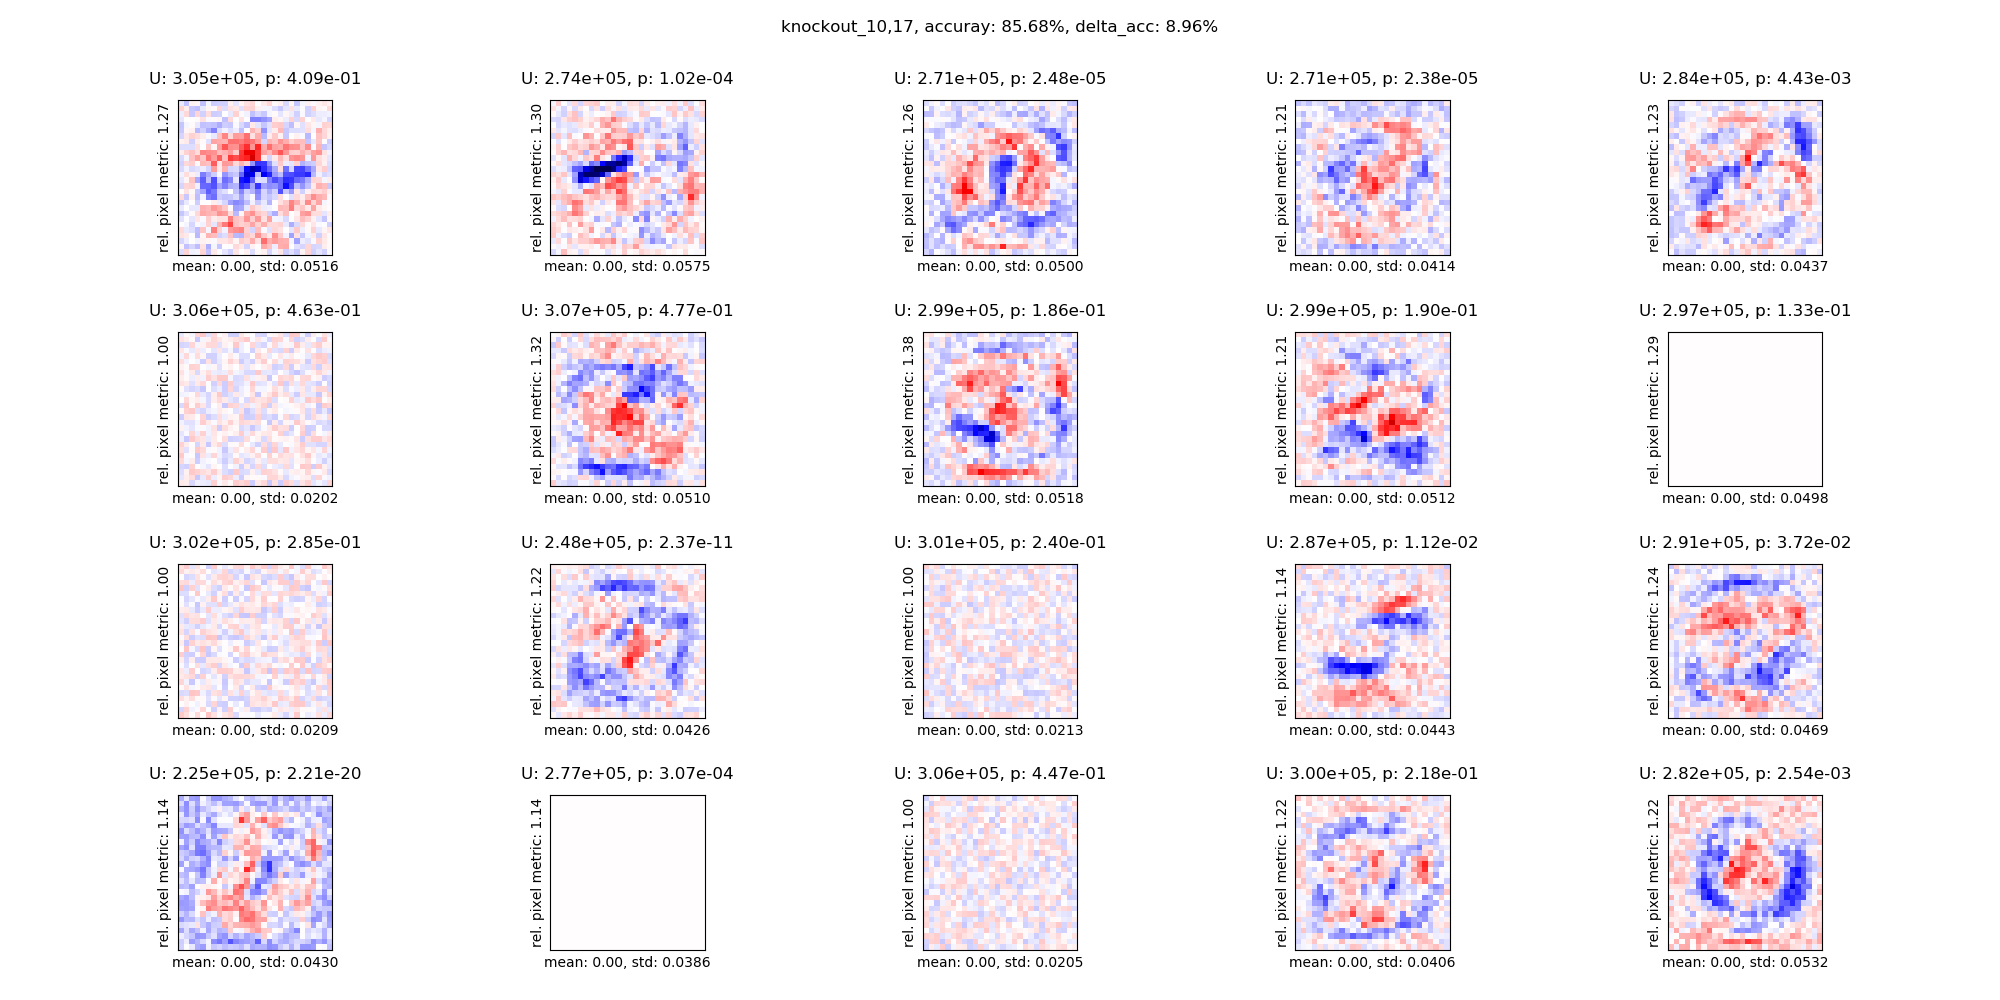 knockout_10,17, accuray: 85.68%, delta_acc: 8.96%
U: 3.05e+05, p: 4.09e-01
rel. pixel metric: 1.27
mean: 0.00, std: 0.0516
U: 2.74e+05, p: 1.02e-04
rel. pixel metric: 1.30
mean: 0.00, std: 0.0575
U: 2.71e+05, p: 2.48e-05
rel. pixel metric: 1.26
mean: 0.00, std: 0.0500
U: 2.71e+05, p: 2.38e-05
rel. pixel metric: 1.21
mean: 0.00, std: 0.0414
U: 2.84e+05, p: 4.43e-03
rel. pixel metric: 1.23
mean: 0.00, std: 0.0437
U: 3.06e+05, p: 4.63e-01
rel. pixel metric: 1.00
mean: 0.00, std: 0.0202
U: 3.07e+05, p: 4.77e-01
rel. pixel metric: 1.32
mean: 0.00, std: 0.0510
U: 2.99e+05, p: 1.86e-01
rel. pixel metric: 1.38
mean: 0.00, std: 0.0518
U: 2.99e+05, p: 1.90e-01
rel. pixel metric: 1.21
mean: 0.00, std: 0.0512
U: 2.97e+05, p: 1.33e-01
rel. pixel metric: 1.29
mean: 0.00, std: 0.0498
U: 3.02e+05, p: 2.85e-01
rel. pixel metric: 1.00
mean: 0.00, std: 0.0209
U: 2.48e+05, p: 2.37e-11
rel. pixel metric: 1.22
mean: 0.00, std: 0.0426
U: 3.01e+05, p: 2.40e-01
rel. pixel metric: 1.00
mean: 0.00, std: 0.0213
U: 2.87e+05, p: 1.12e-02
rel. pixel metric: 1.14
mean: 0.00, std: 0.0443
U: 2.91e+05, p: 3.72e-02
rel. pixel metric: 1.24
mean: 0.00, std: 0.0469
U: 2.25e+05, p: 2.21e-20
rel. pixel metric: 1.14
mean: 0.00, std: 0.0430
U: 2.77e+05, p: 3.07e-04
rel. pixel metric: 1.14
mean: 0.00, std: 0.0386
U: 3.06e+05, p: 4.47e-01
rel. pixel metric: 1.00
mean: 0.00, std: 0.0205
U: 3.00e+05, p: 2.18e-01
rel. pixel metric: 1.22
mean: 0.00, std: 0.0406
U: 2.82e+05, p: 2.54e-03
rel. pixel metric: 1.22
mean: 0.00, std: 0.0532